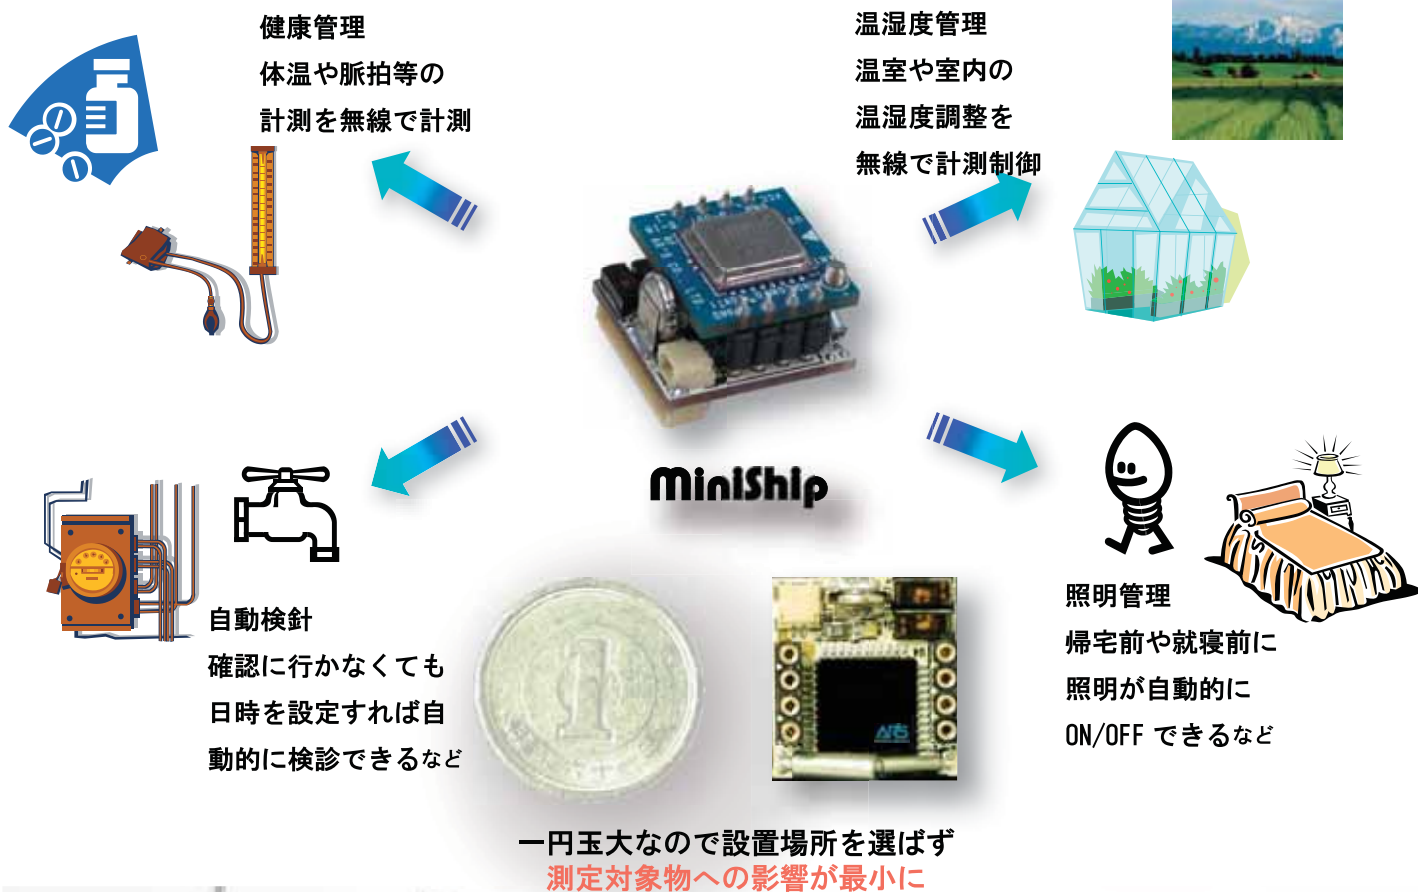 健康管理
体温や脈拍等の
計測を無線で計測
温湿度管理
温室や室内の
温湿度調整を
無線で計測制御
MiniShip
自動検針
確認に行かなくても
日時を設定すれば自
動的に検診できるなど
照明管理
帰宅前や就寝前に
照明が自動的に
ON/OFF できるなど
1
ARS
一円玉大なので設置場所を選ばず
測定対象物への影響が最小に